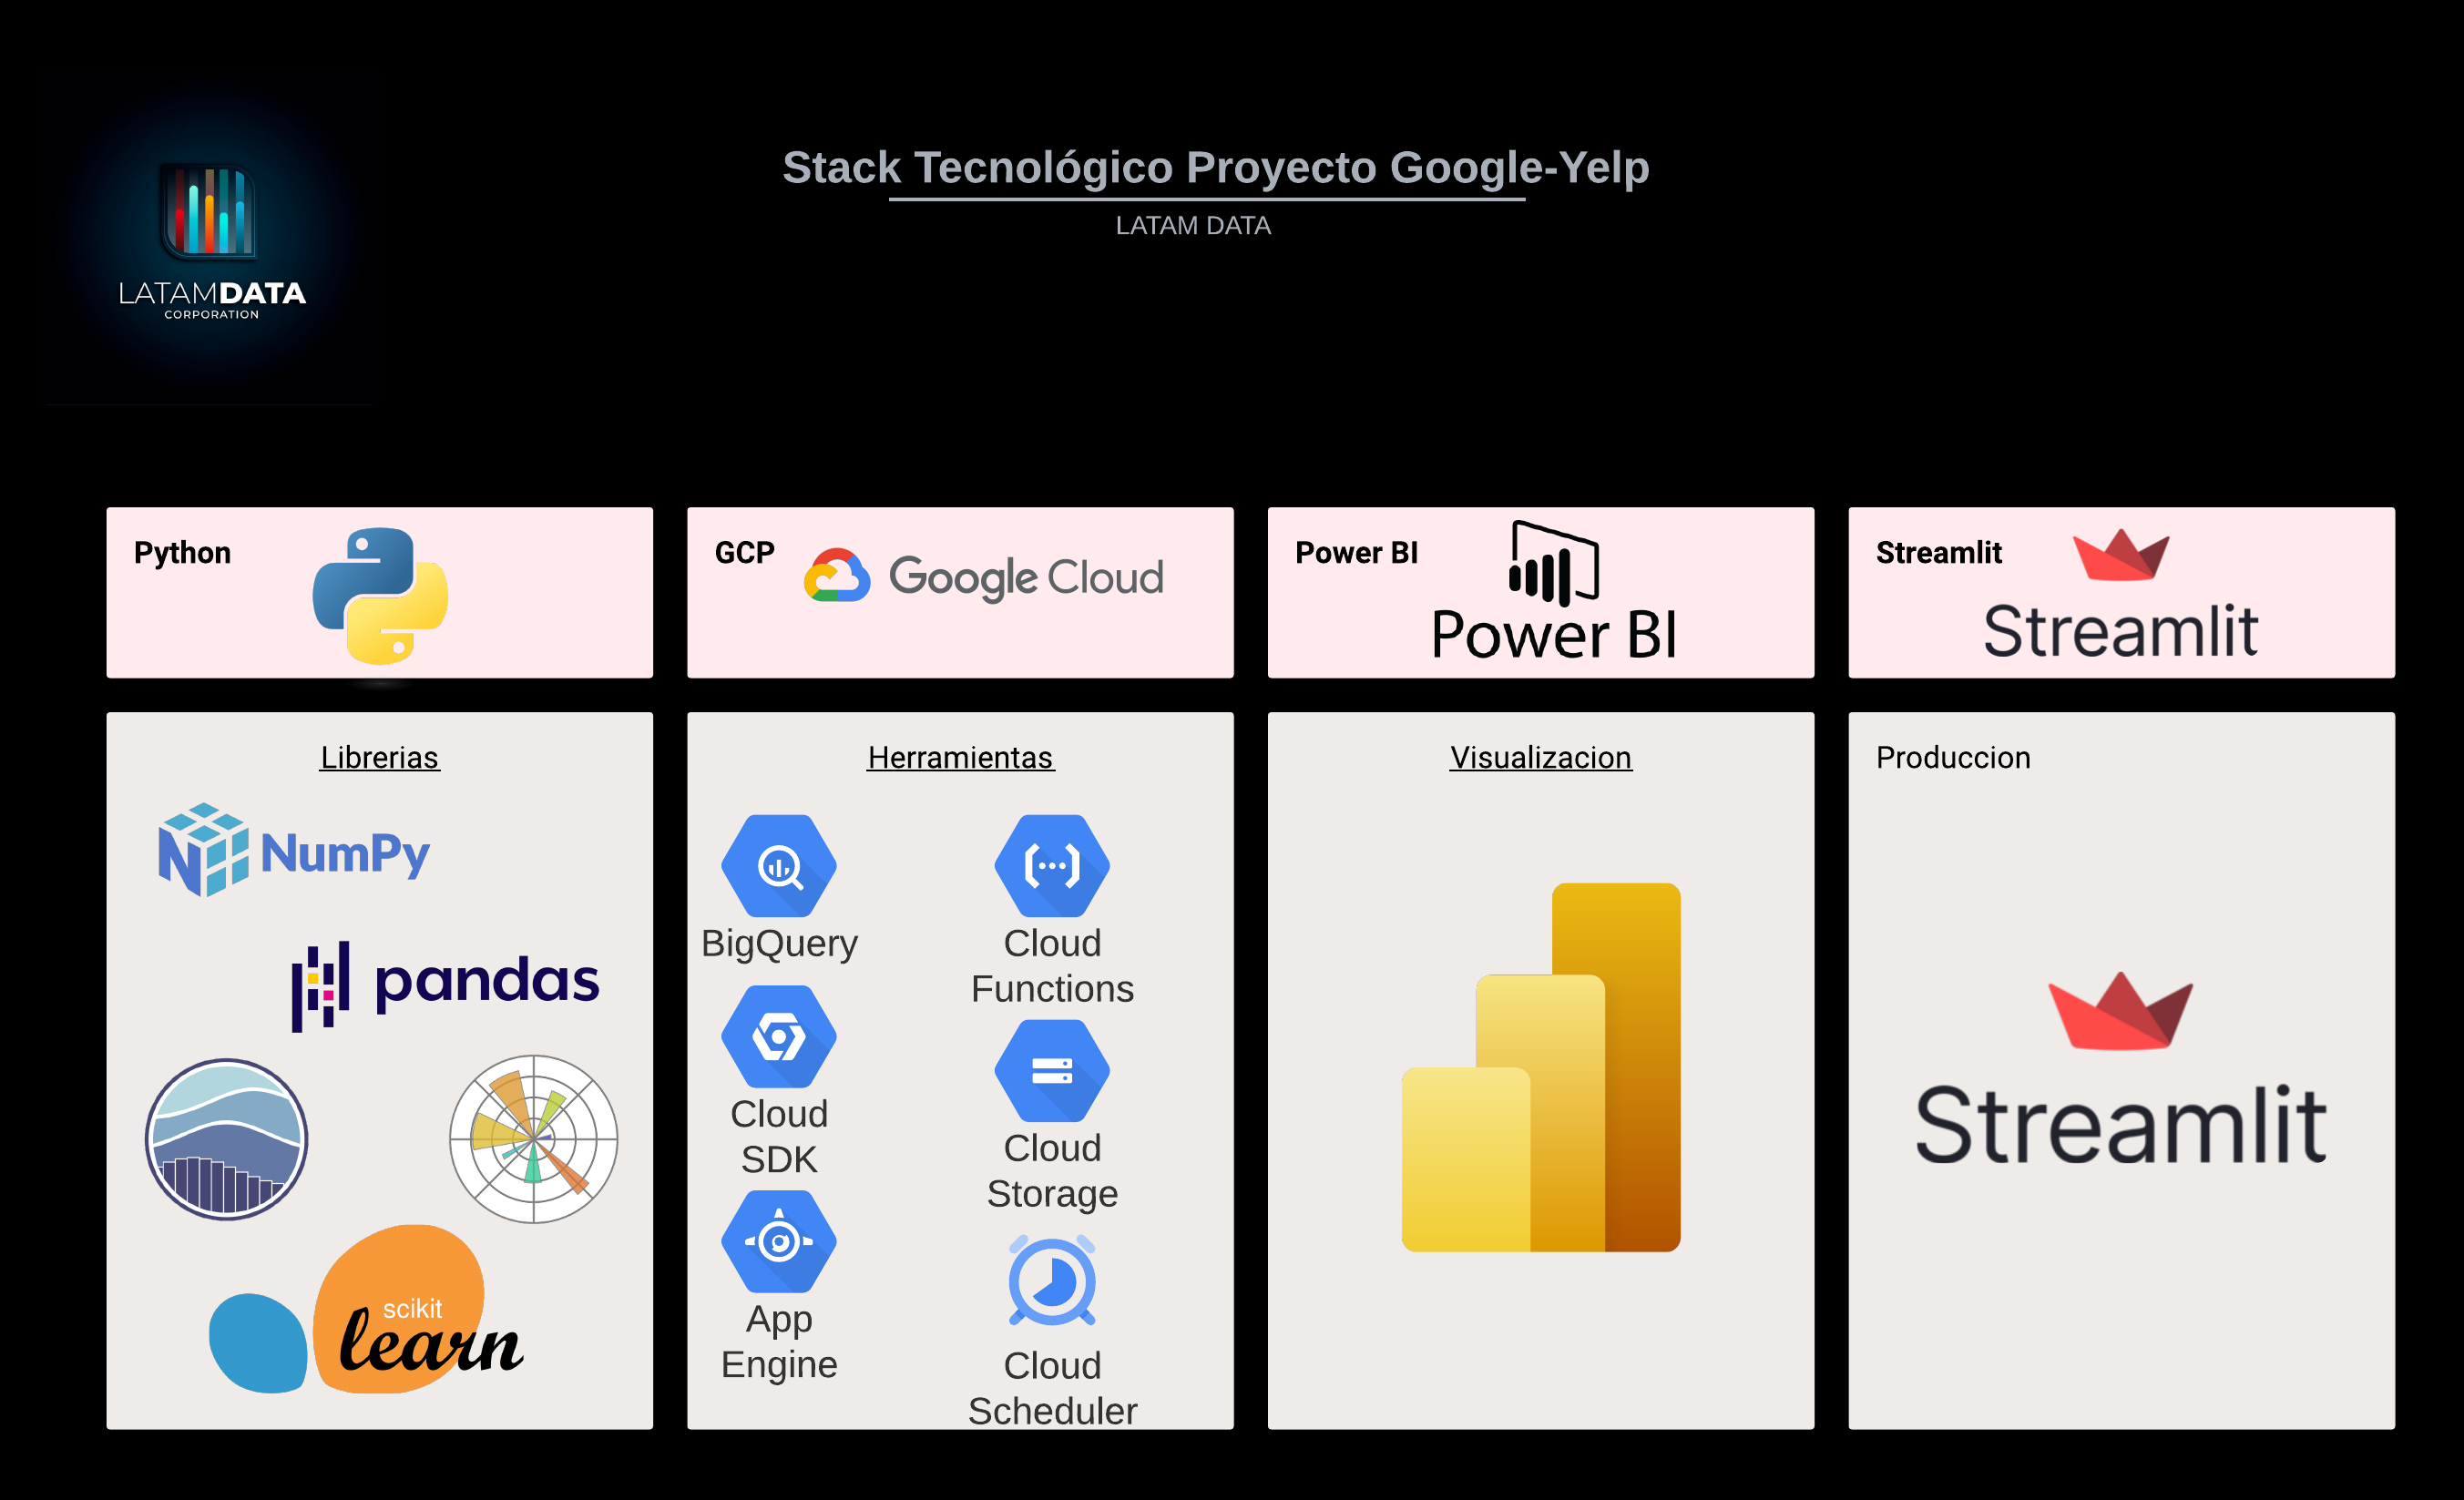 LATAMDATA
CORPORATION
Stack Tecnológico Proyecto Google-Yelp
LATAM DATA
Python
GCP
Google Cloud
Power BI
Power BI
Streamlit
Streamlit
Librerias
NumPy
pandas
scikit
learn
Herramientas
BigQuery
Cloud
Functions
Cloud
SDK
Cloud
Storage
App
Engine
Cloud
Scheduler
Visualizacion
Produccion
Streamlit